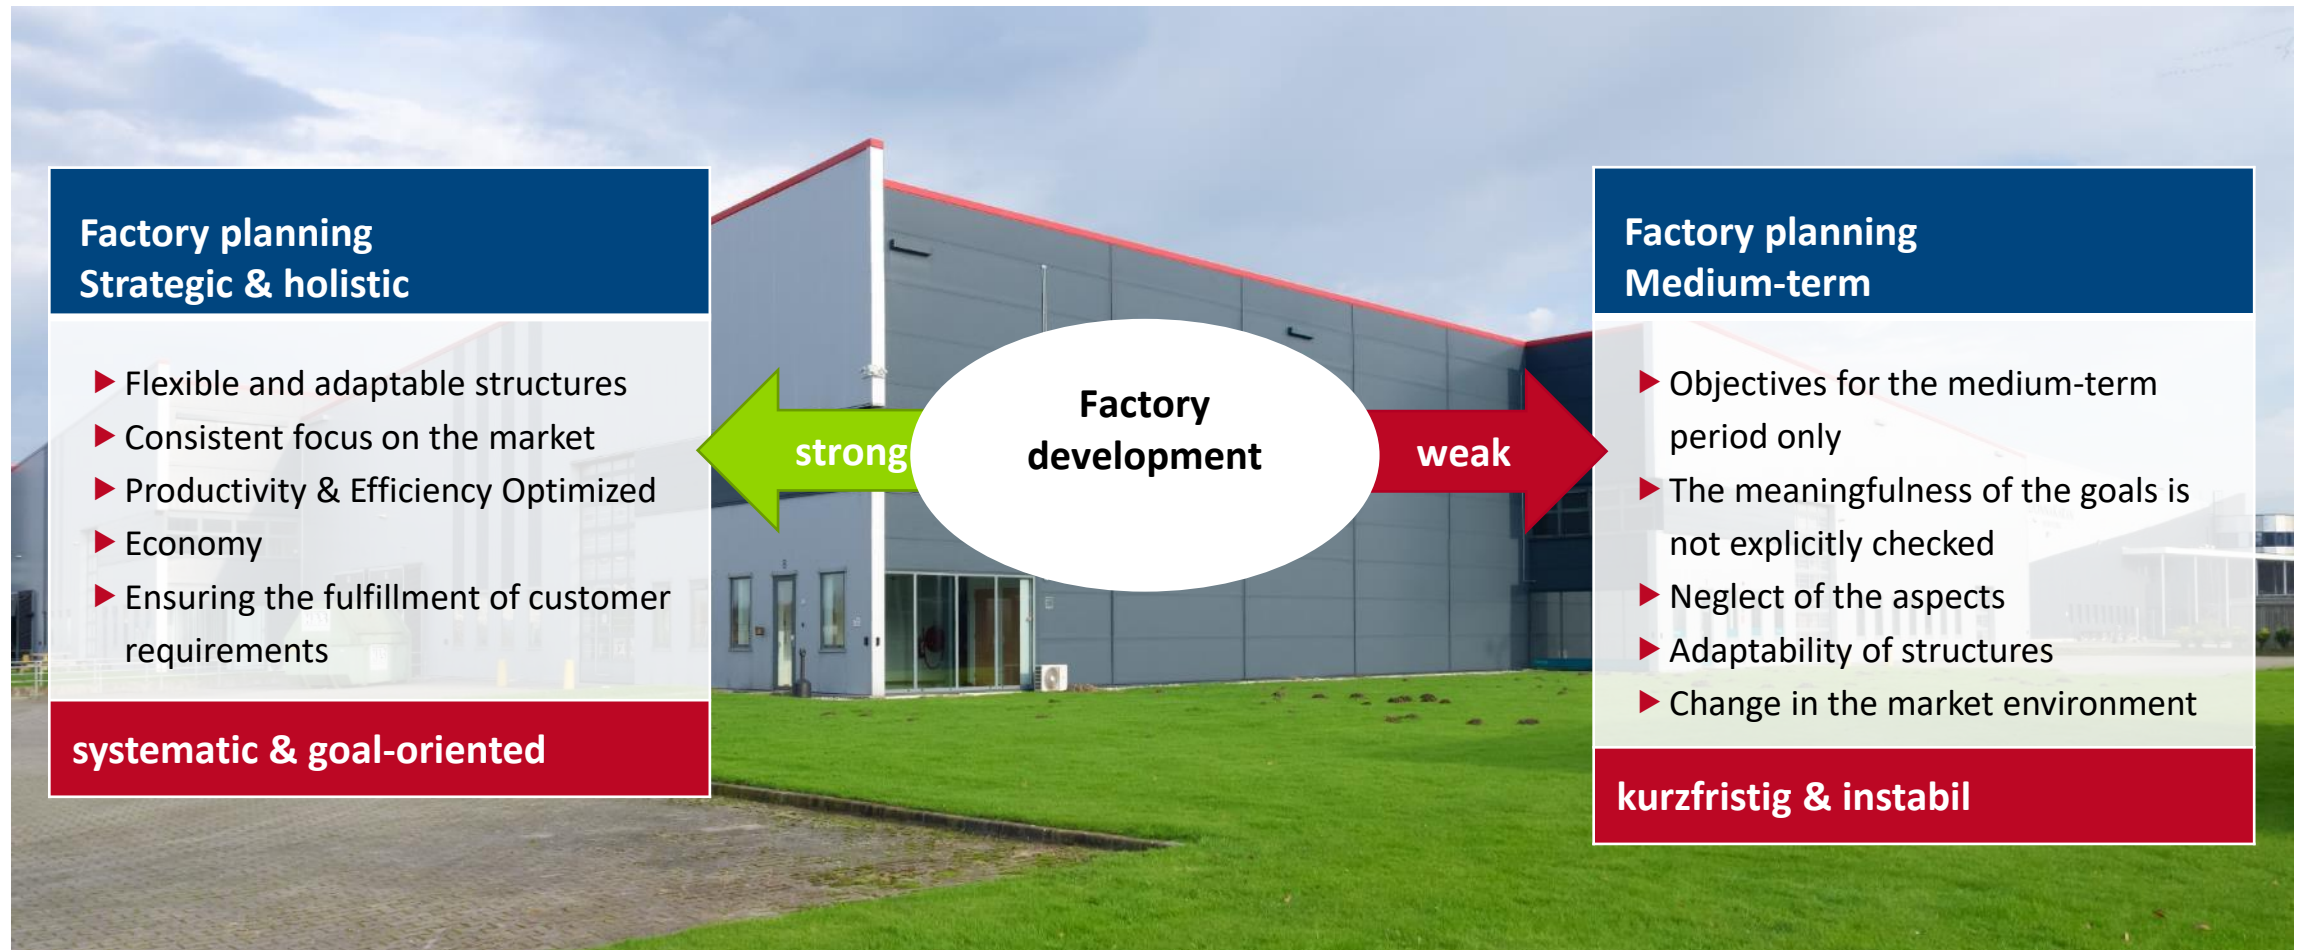 Factory planning
Strategic & holistic
Flexible and adaptable structures
Consistent focus on the market
Productivity & Efficiency Optimized
Economy
Ensuring the fulfillment of customer
requirements
systematic & goal-oriented
strong
Factory
development
weak
Factory planning
Medium-term
Objectives for the medium-term
period only
The meaningfulness of the goals is
not explicitly checked
Neglect of the aspects
Adaptability of structures
Change in the market environment
kurzfristig & instabil